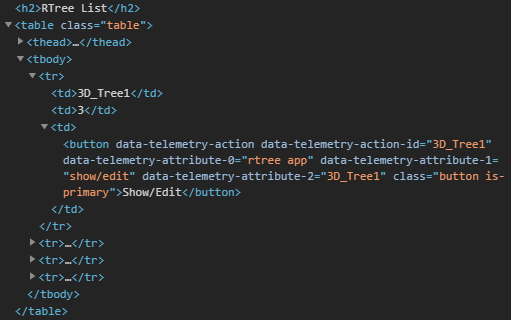 <h2>RTree List</h2>
<table class="table">
<thead>…</thead>
<tbody>
<tr>
<td>3D_Tree1</td>
<td>3</td>
<td>
<button data-telemetry-action data-telemetry-action-id="3D_Tree1"
data-telemetry-attribute-0="rtree app" data-telemetry-attribute-1=
"show/edit" data-telemetry-attribute-2="3D_Tree1" class="button is-
primary">Show/Edit</button>
</td>
</tr>
<tr>…</tr>
<tr>…</tr>
<tr>…</tr>
</tbody>
</table>